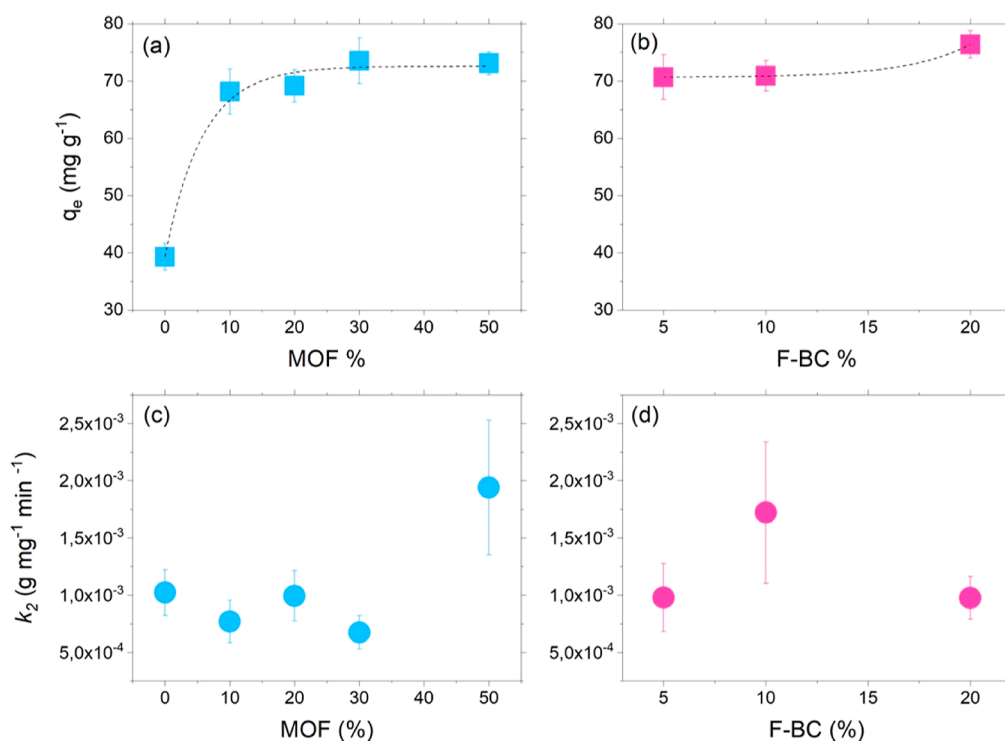 (a)
q_e (mg g⁻¹)
80
70
60
50
40
30
0 10 20 30 40 50
MOF %
(b)
80
70
60
50
40
30
5 10 15 20
F-BC %
(c)
k₂ (g mg⁻¹ min ⁻¹)
2,5x10⁻³
2,0x10⁻³
1,5x10⁻³
1,0x10⁻³
5,0x10⁻⁴
0 10 20 30 40 50
MOF (%)
(d)
2,5x10⁻³
2,0x10⁻³
1,5x10⁻³
1,0x10⁻³
5,0x10⁻⁴
5 10 15 20
F-BC (%)